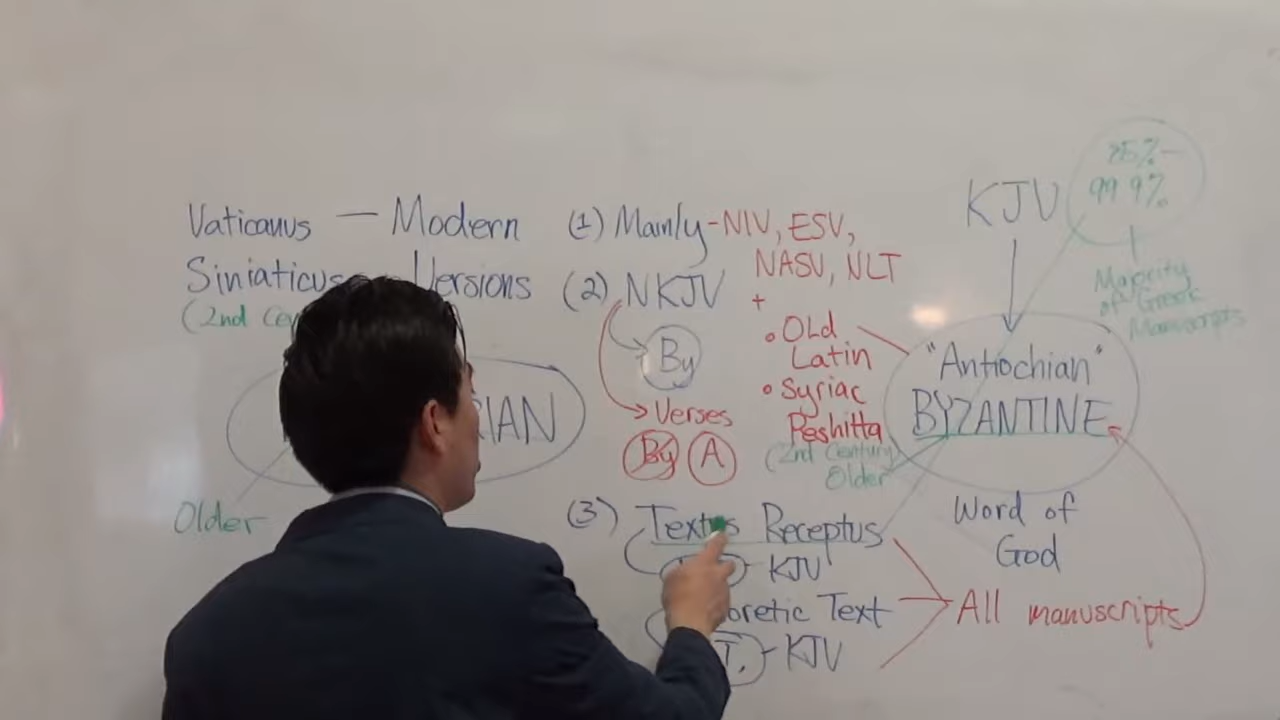 Vaticanus — Modern
Siniaticus - Versions
(2nd
RIAN
Older
(1) Mainly - NIV, ESV,
NASV, NLT
(2) NKJV
By
Verses
By A
+
• OLd
Latin
• Syriac
Peshitta
(2nd Century)
Older
(3) Textus Receptus
KJV
oretic Text
T. - KJV
KJV
85% -
99.9%
Majority
of Greek
Manuscripts
"Antiochian"
BYZANTINE
Word of
God
All manuscripts